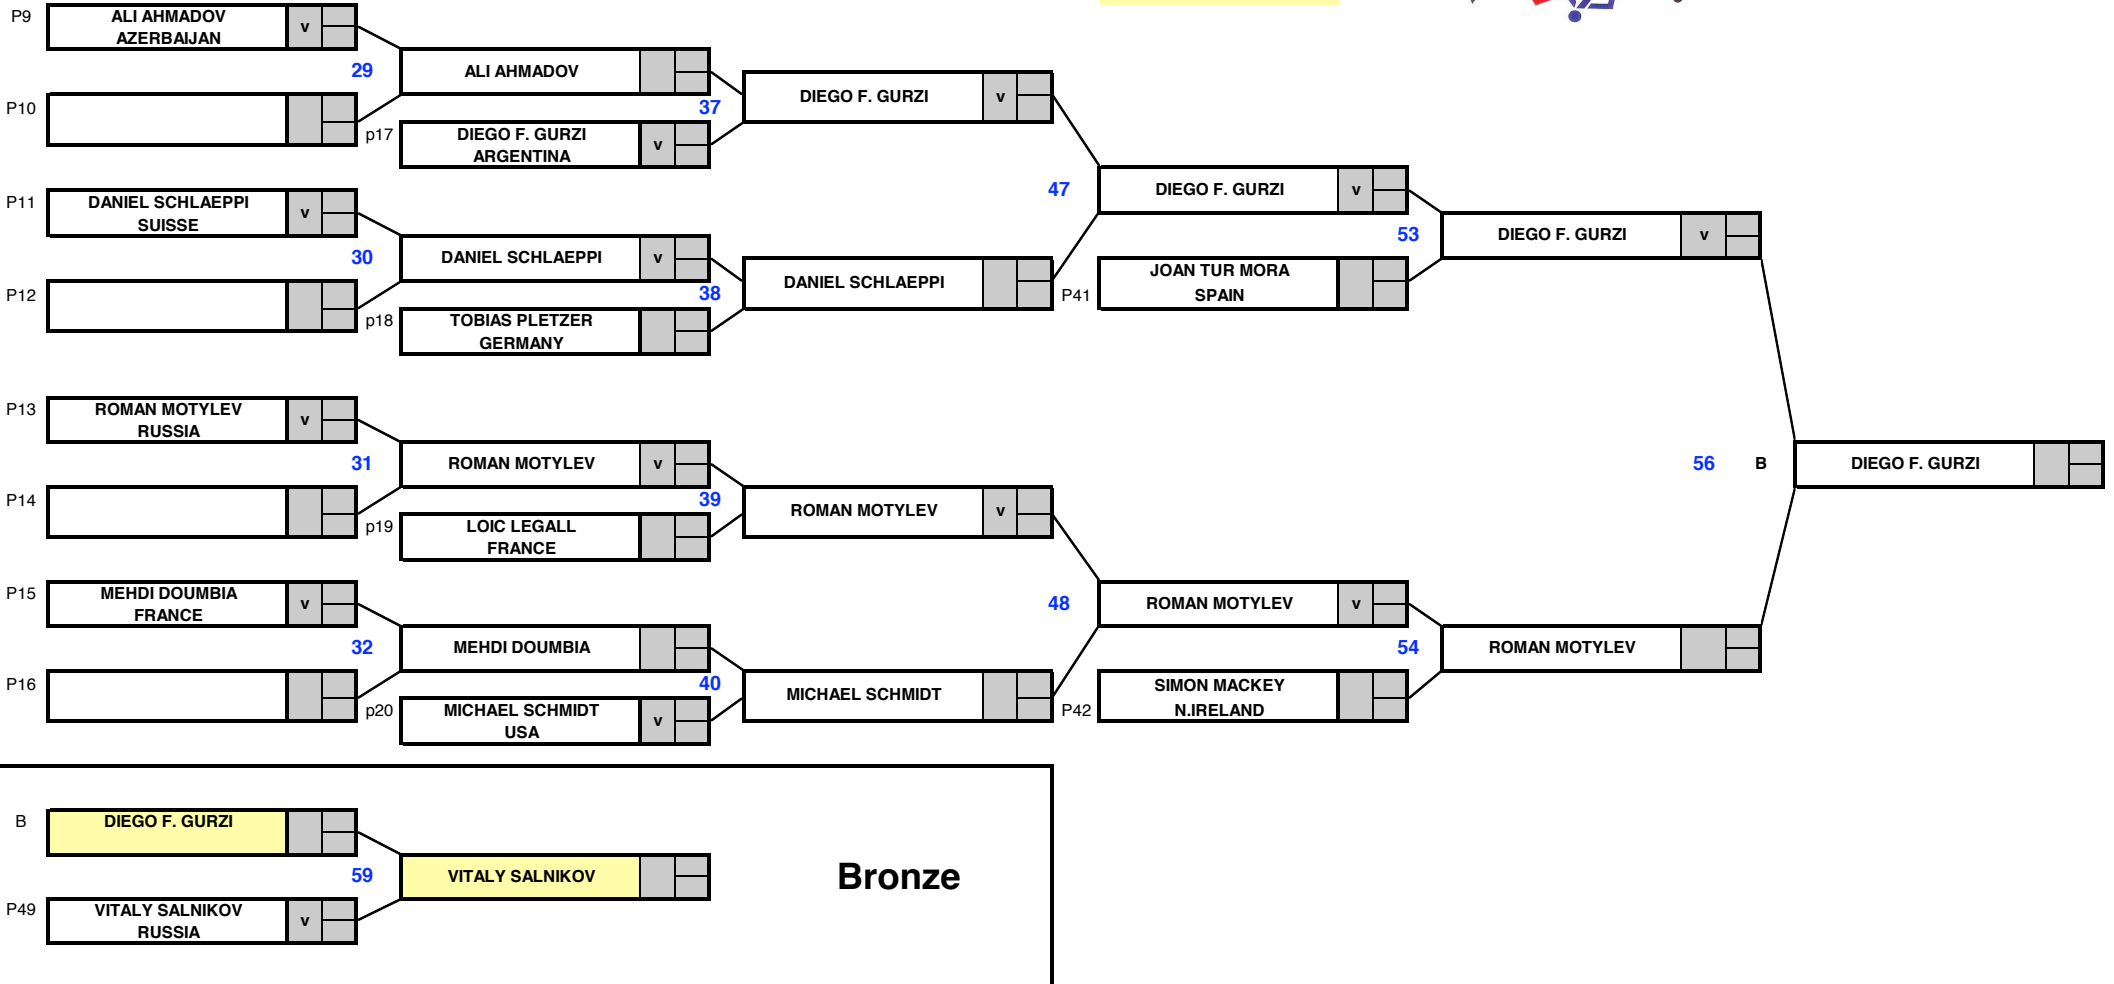 P9
ALI AHMADOV
AZERBAIJAN
v
29
ALI AHMADOV
P10
37
DIEGO F. GURZI
v
p17
DIEGO F. GURZI
ARGENTINA
v
P11
DANIEL SCHLAEPPI
SUISSE
v
47
DIEGO F. GURZI
v
30
DANIEL SCHLAEPPI
v
53
DIEGO F. GURZI
v
P12
38
DANIEL SCHLAEPPI
P41
JOAN TUR MORA
SPAIN
p18
TOBIAS PLETZER
GERMANY
P13
ROMAN MOTYLEV
RUSSIA
v
31
ROMAN MOTYLEV
v
56
B
DIEGO F. GURZI
P14
39
ROMAN MOTYLEV
v
p19
LOIC LEGALL
FRANCE
P15
MEHDI DOUMBIA
FRANCE
v
48
ROMAN MOTYLEV
v
32
MEHDI DOUMBIA
54
ROMAN MOTYLEV
P16
40
MICHAEL SCHMIDT
P42
SIMON MACKEY
N.IRELAND
p20
MICHAEL SCHMIDT
USA
v
B
DIEGO F. GURZI
59
VITALY SALNIKOV
Bronze
P49
VITALY SALNIKOV
RUSSIA
v